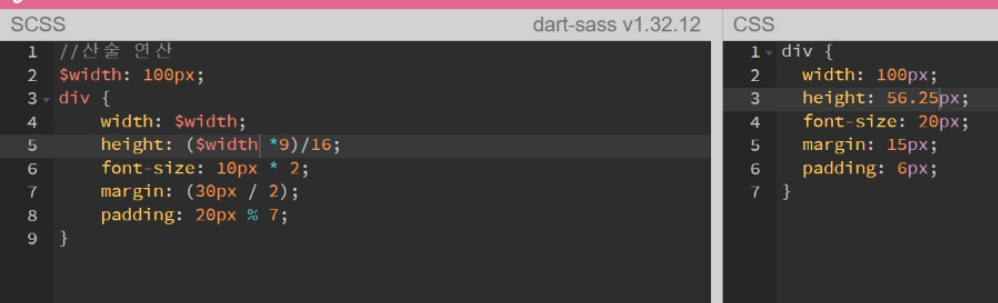 SCSS
dart-sass v1.32.12
1 //산술 연산
2 $width: 100px;
3 div {
4 width: $width;
5 height: ($width *9)/16;
6 font-size: 10px * 2;
7 margin: (30px / 2);
8 padding: 20px % 7;
9 }
CSS
1 div {
2 width: 100px;
3 height: 56.25px;
4 font-size: 20px;
5 margin: 15px;
6 padding: 6px;
7 }